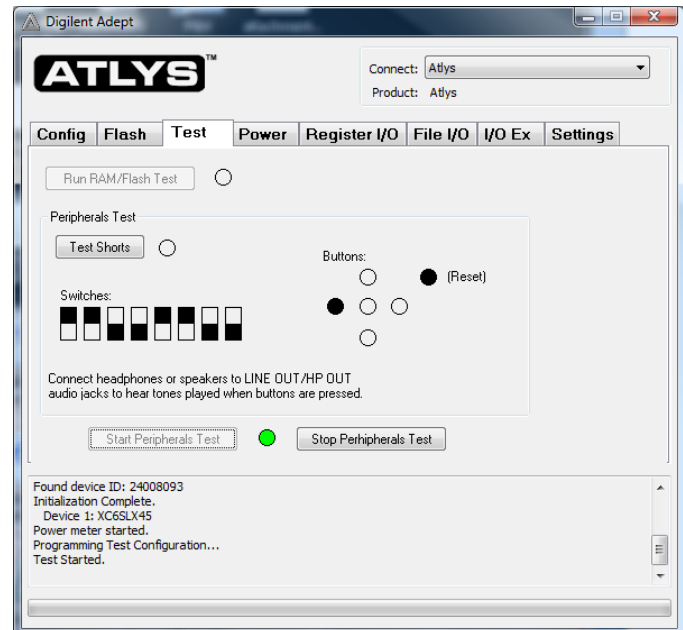 Digilent Adept
ATLYS™
Connect: Atlys
Product: Atlys
Config Flash Test Power Register I/O File I/O I/O Ex Settings
Run RAM/Flash Test
Peripherals Test
Test Shorts
Buttons:
(Reset)
Switches:
Connect headphones or speakers to LINE OUT/HP OUT
audio jacks to hear tones played when buttons are pressed.
Start Peripherals Test Stop Perhipherals Test
Found device ID: 24008093
Initialization Complete.
Device 1: XC6SLX45
Power meter started.
Programming Test Configuration...
Test Started.